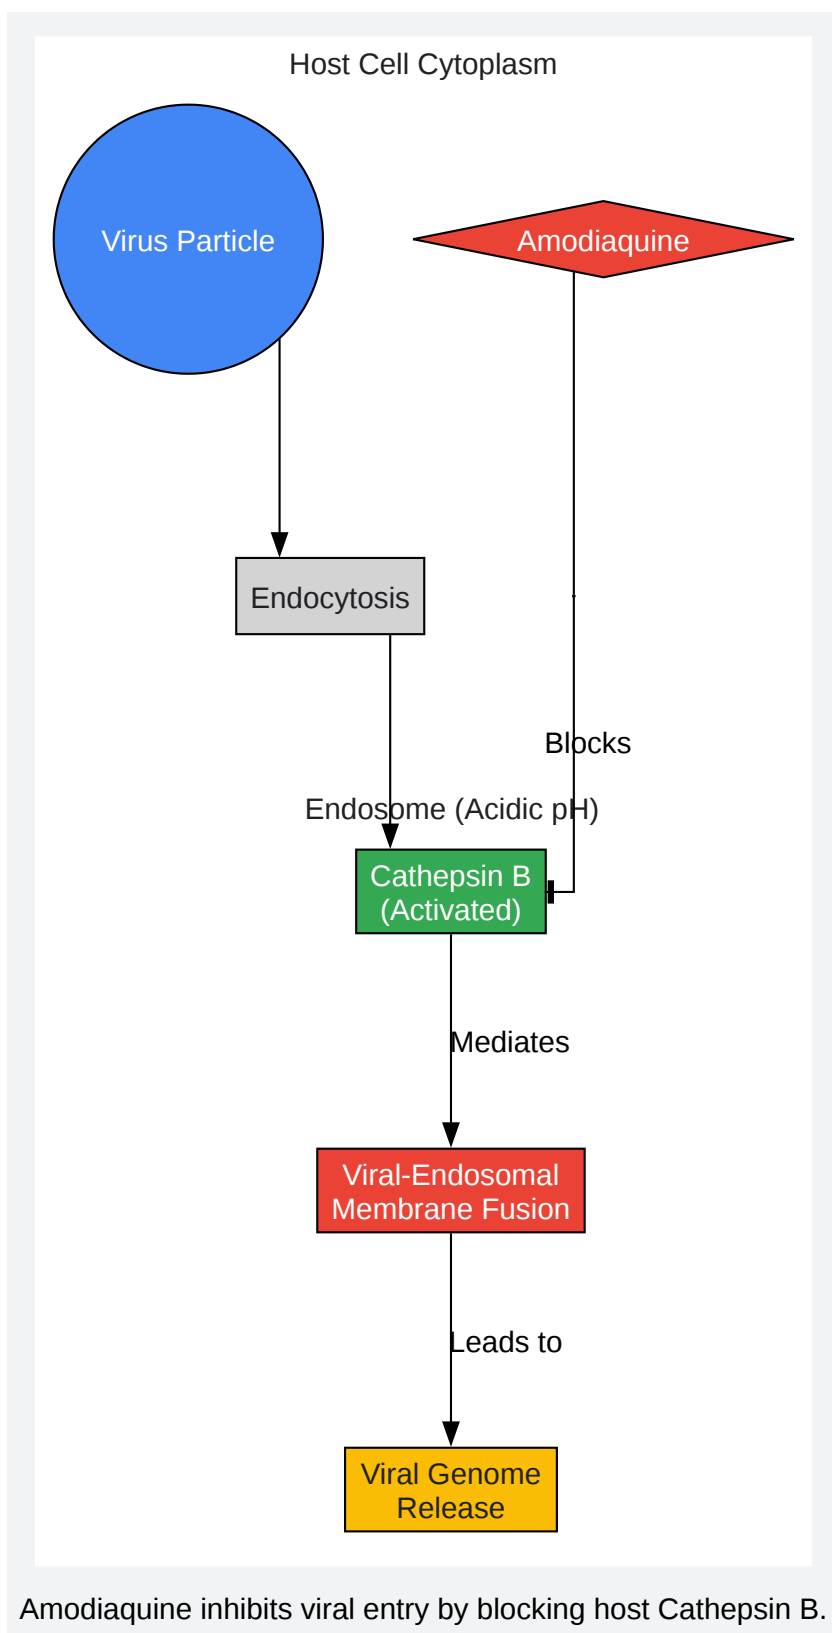 Host Cell Cytoplasm
Virus Particle
Amodiaquine
Endocytosis
Blocks
Endosome (Acidic pH)
Cathepsin B
(Activated)
Mediates
Viral-Endosomal
Membrane Fusion
Leads to
Viral Genome
Release
Amodiaquine inhibits viral entry by blocking host Cathepsin B.